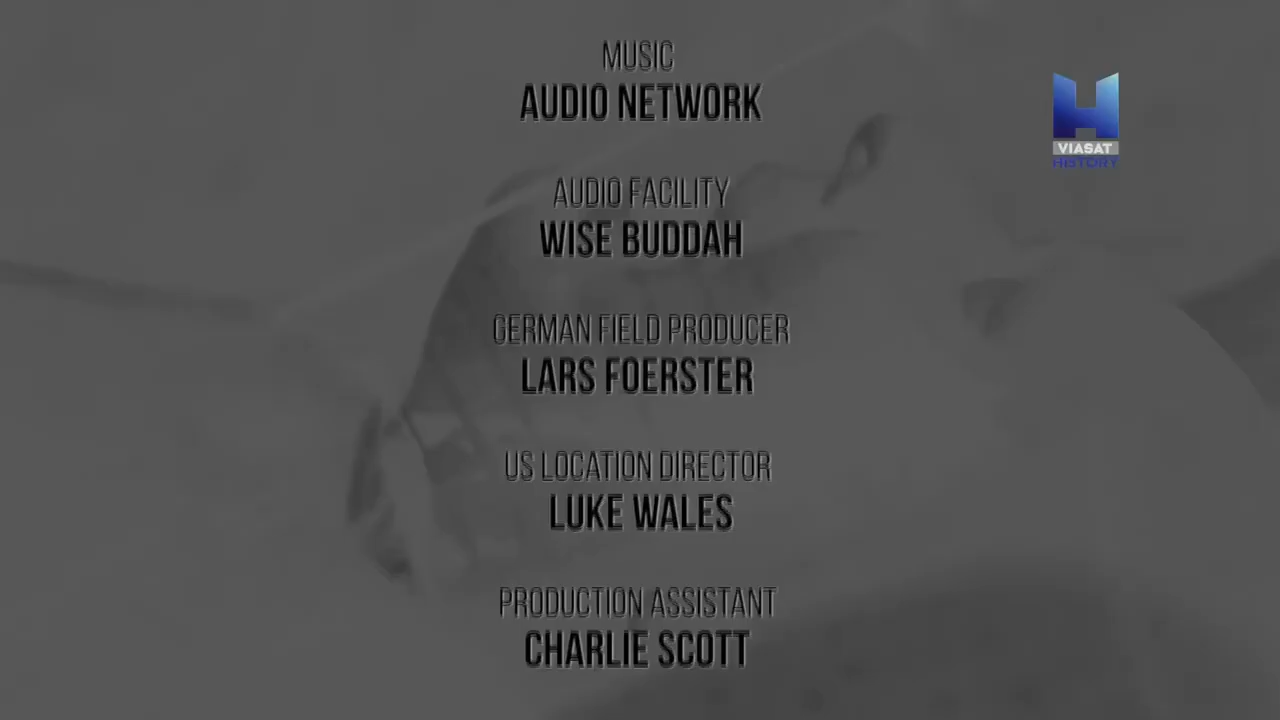 MUSIC
AUDIO NETWORK
VIASAT
HISTORY
AUDIO FACILITY
WISE BUDDAH
GERMAN FIELD PRODUCER
LARS FOERSTER
US LOCATION DIRECTOR
LUKE WALES
PRODUCTION ASSISTANT
CHARLIE SCOTT